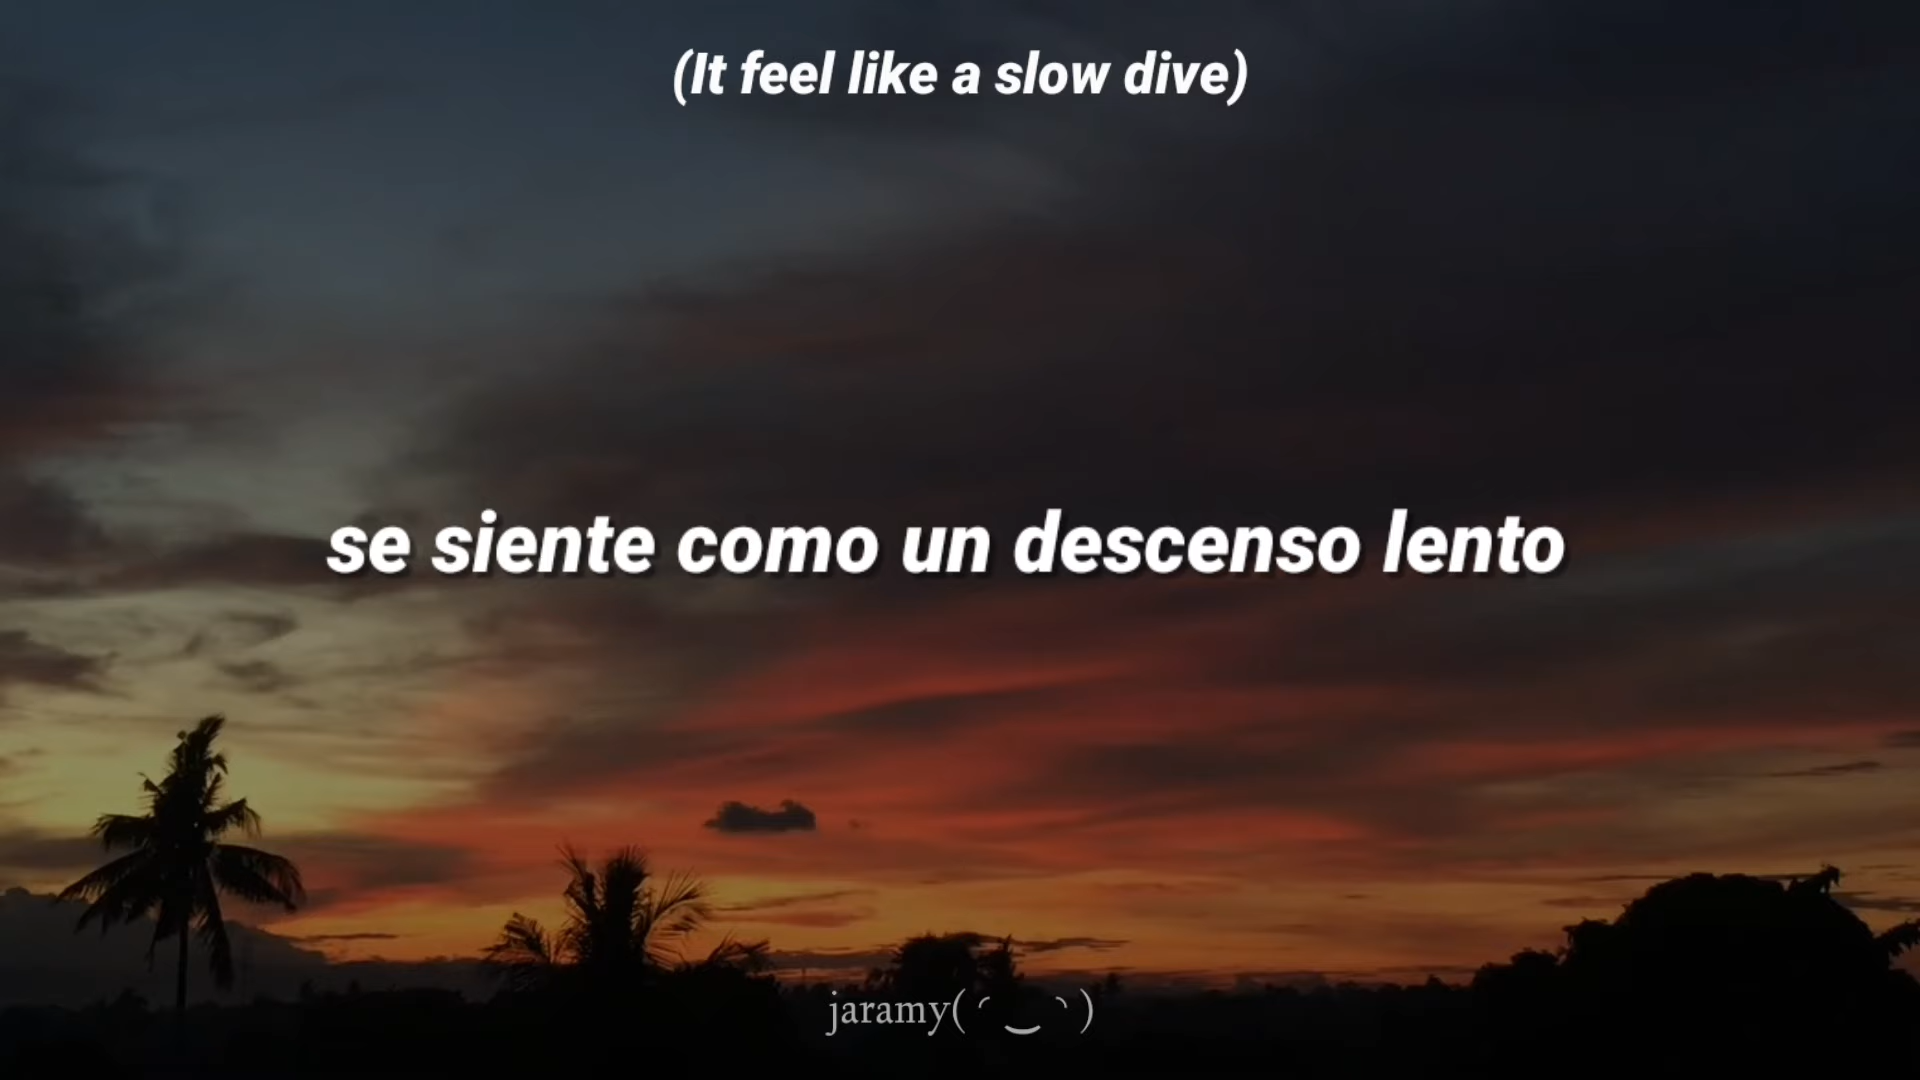 (It feel like a slow dive)
se siente como un descenso lento
jaramy(◜‿◝)